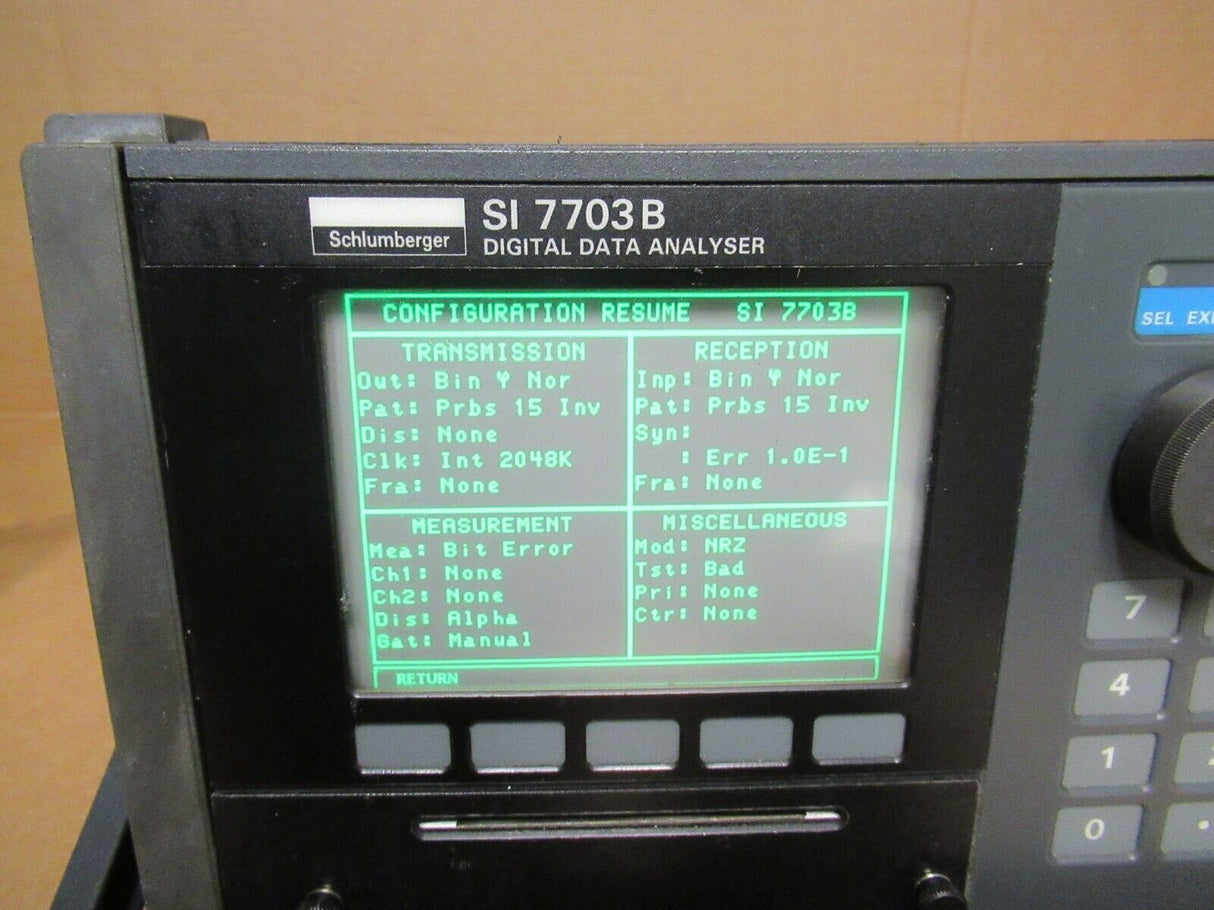 Schlumberger
SI 7703B
DIGITAL DATA ANALYSER
CONFIGURATION RESUME SI 7703B
TRANSMISSION
Out: Bin Ψ Nor
Pat: Prbs 15 Inv
Dis: None
Clk: Int 2048K
Fra: None
RECEPTION
Inp: Bin Ψ Nor
Pat: Prbs 15 Inv
Syn:
: Err 1.0E-1
Fra: None
MEASUREMENT
Mea: Bit Error
Ch1: None
Ch2: None
Dis: Alpha
Gat: Manual
MISCELLANEOUS
Mod: NRZ
Tst: Bad
Pri: None
Ctr: None
RETURN
SEL
7
4
1
0 .